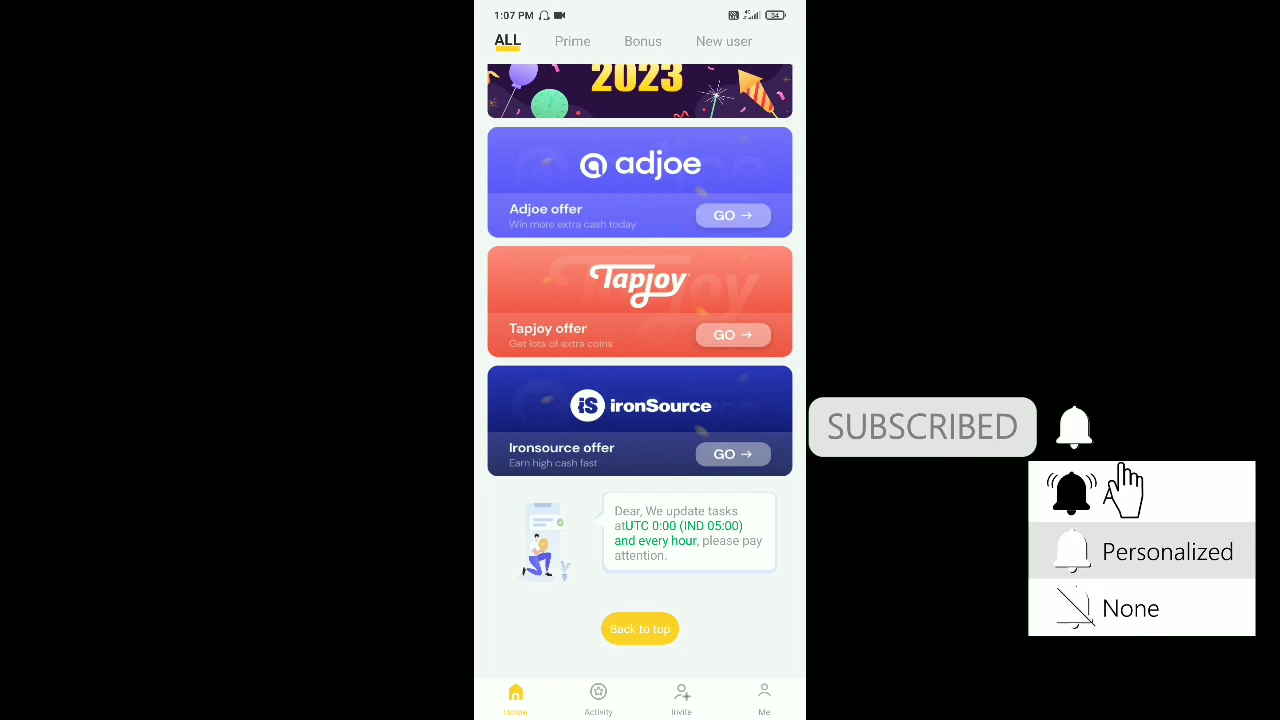 1:07 PM
4G
54
ALL Prime Bonus New user
2023
adjoe
Adjoe offer
Win more extra cash today
GO →
Tapjoy
Tapjoy offer
Get lots of extra coins
GO →
iS ironSource
Ironsource offer
Earn high cash fast
GO →
Dear, We update tasks
atUTC 0:00 (IND 05:00)
and every hour, please pay
attention.
Back to top
Home Activity Invite Me
SUBSCRIBED
Personalized
None